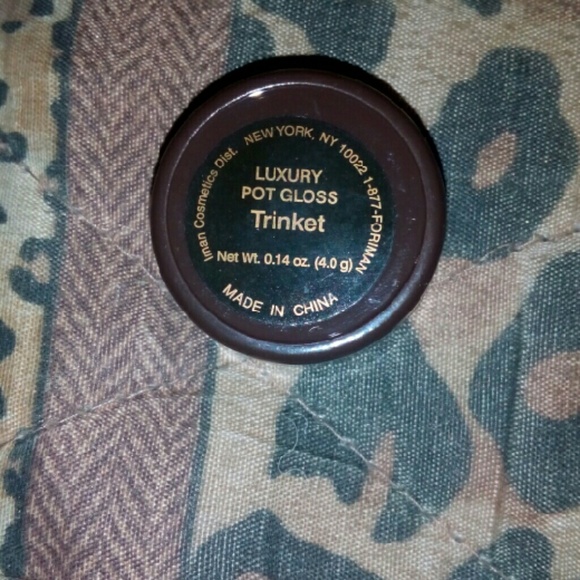 Iman Cosmetics Dist. NEW YORK, NY 10022 1-877-FORIMAN
LUXURY
POT GLOSS
Trinket
Net Wt. 0.14 oz. (4.0 g)
MADE IN CHINA